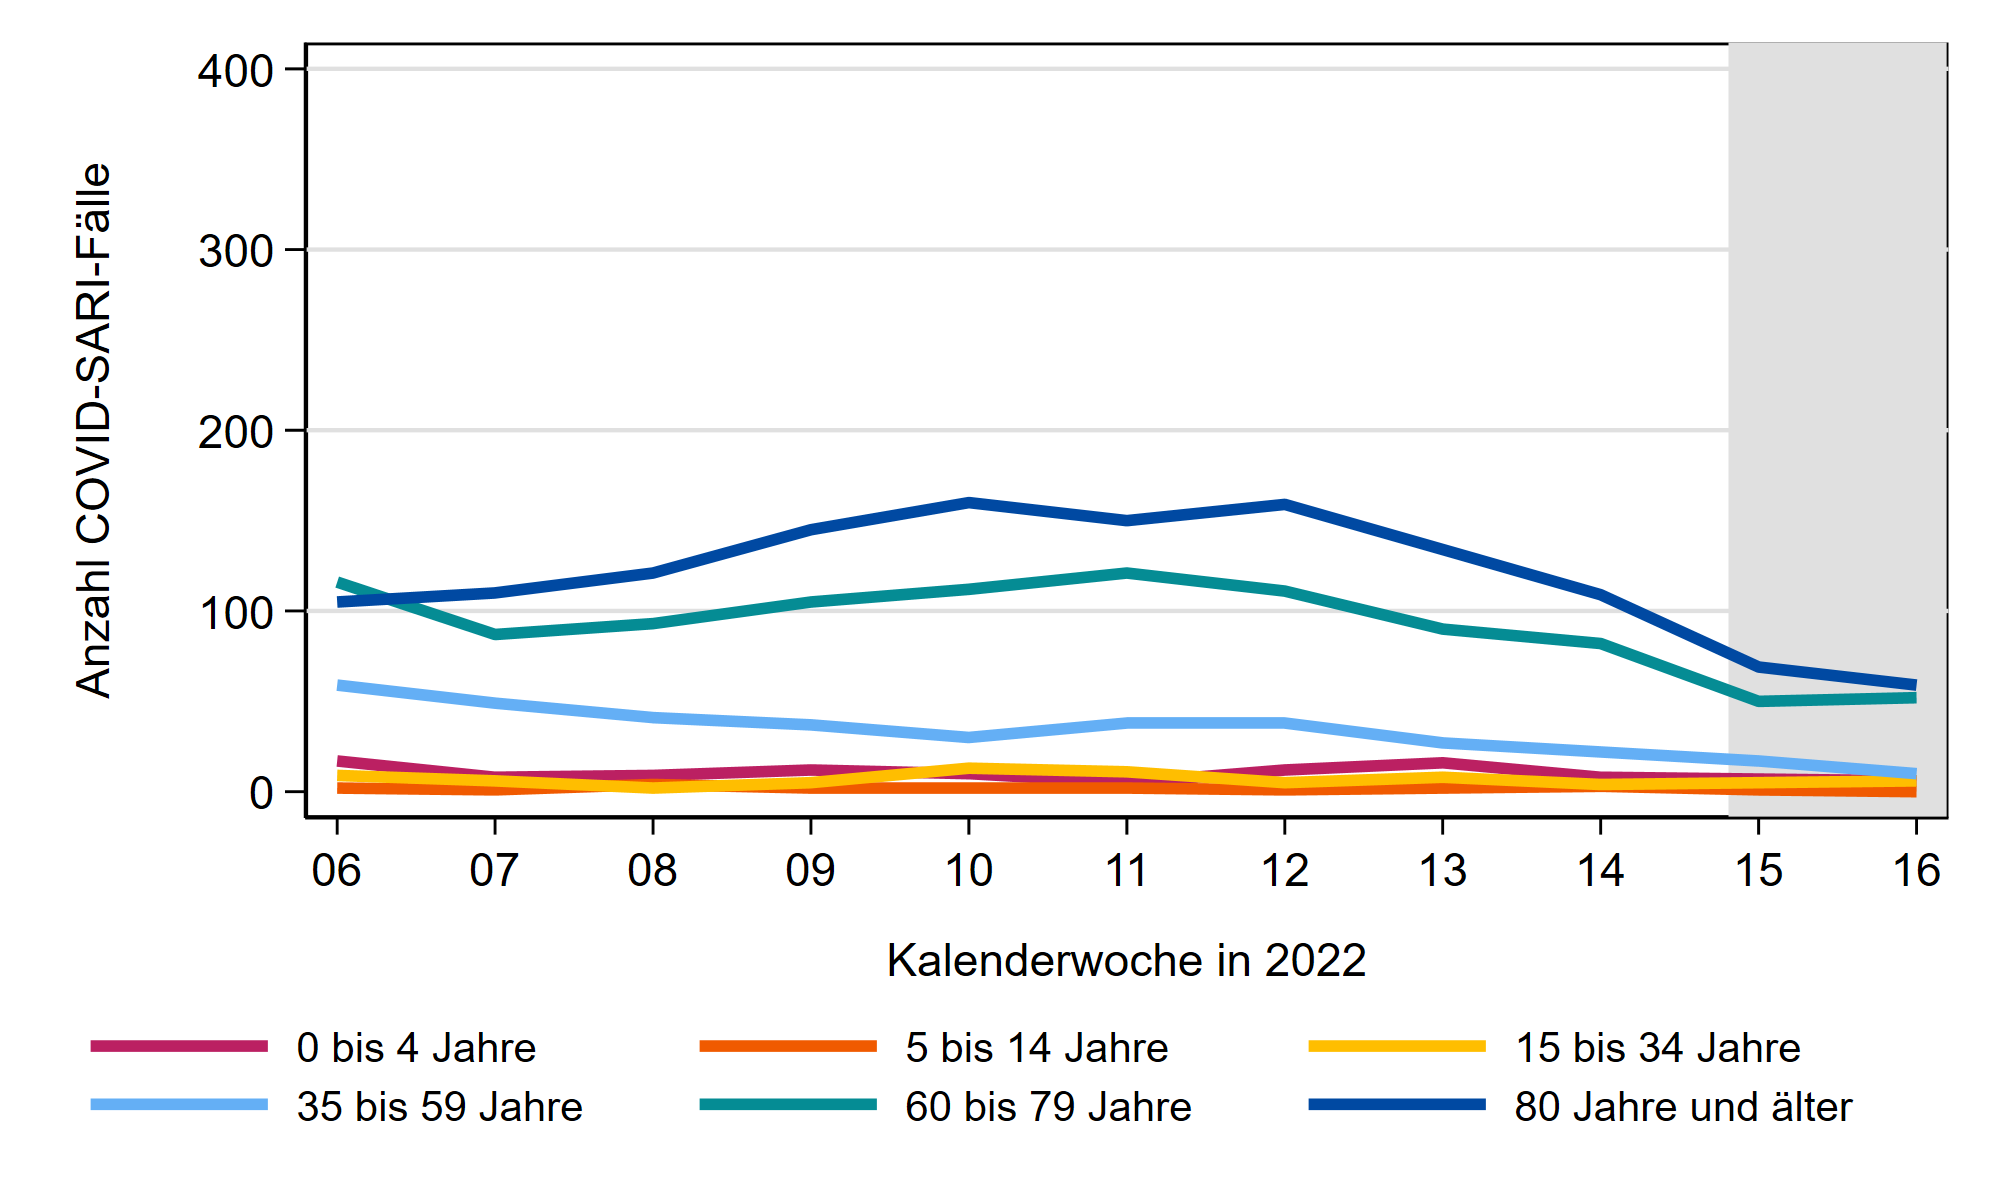 Anzahl COVID-SARI-Fälle
400
300
200
100
0
06 07 08 09 10 11 12 13 14 15 16
Kalenderwoche in 2022
0 bis 4 Jahre 5 bis 14 Jahre 15 bis 34 Jahre
35 bis 59 Jahre 60 bis 79 Jahre 80 Jahre und älter